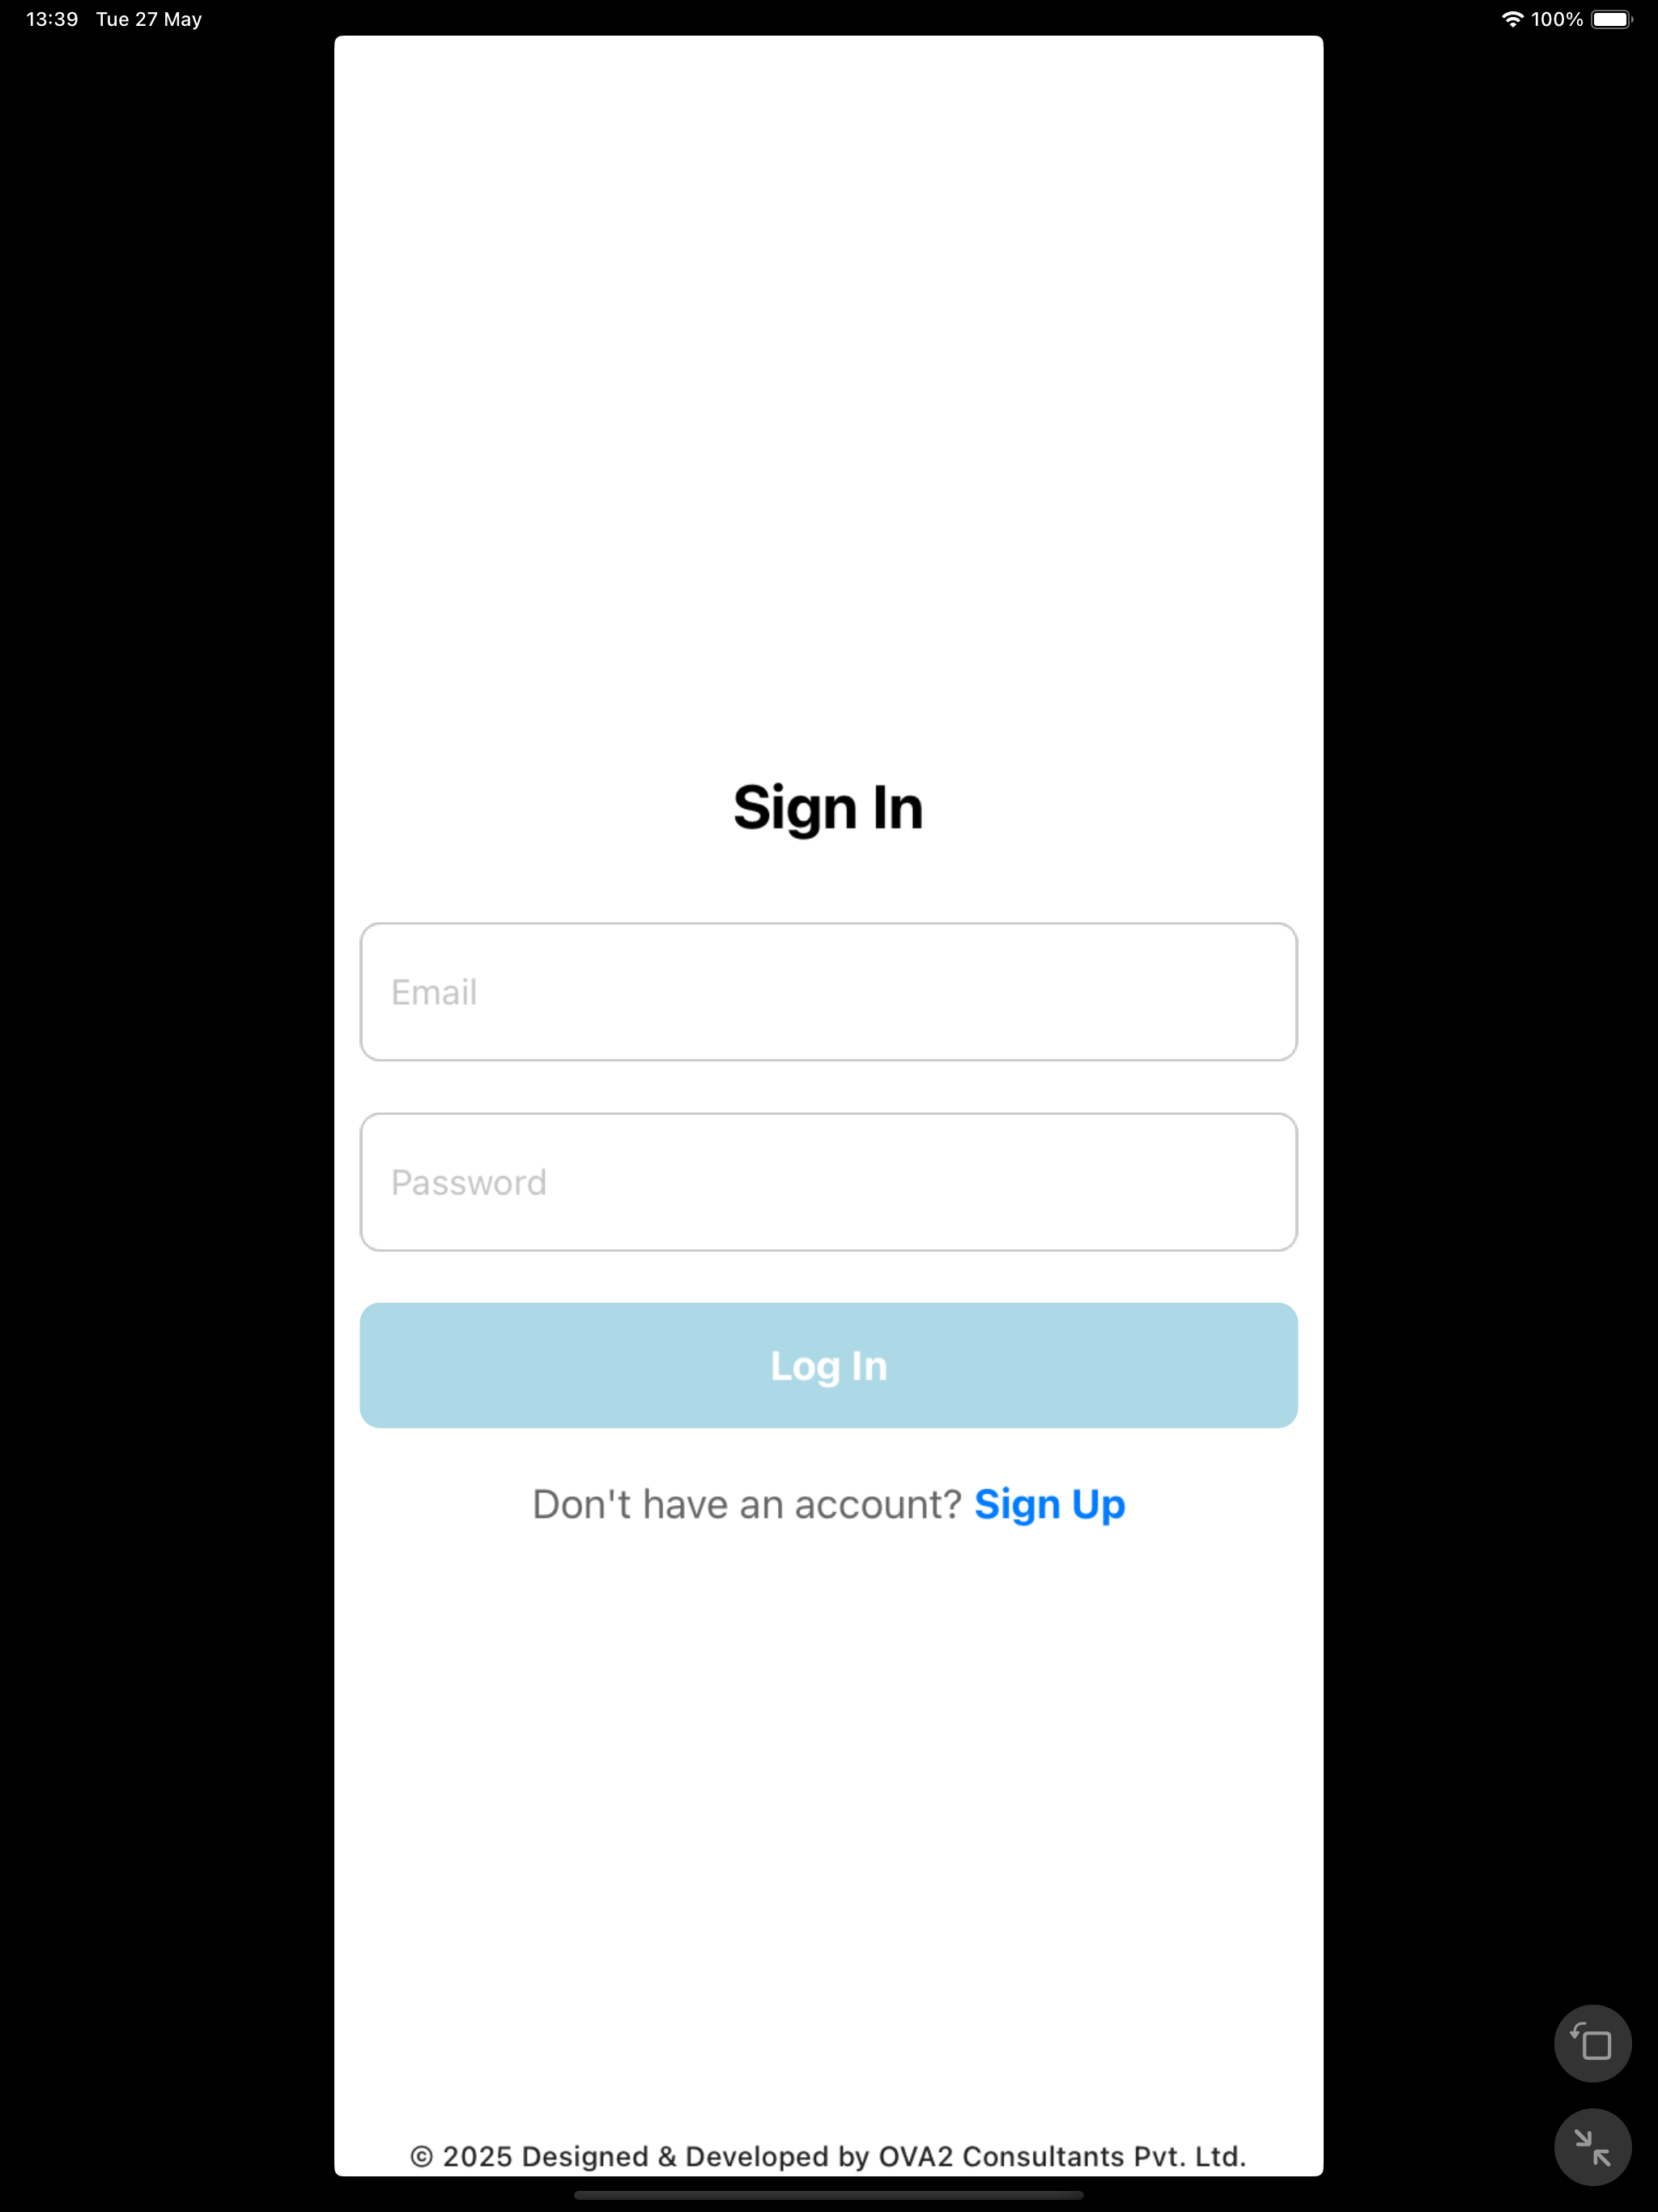 13:39 Tue 27 May 100%
Sign In
Email
Password
Log In
Don't have an account? Sign Up
© 2025 Designed & Developed by OVA2 Consultants Pvt. Ltd.